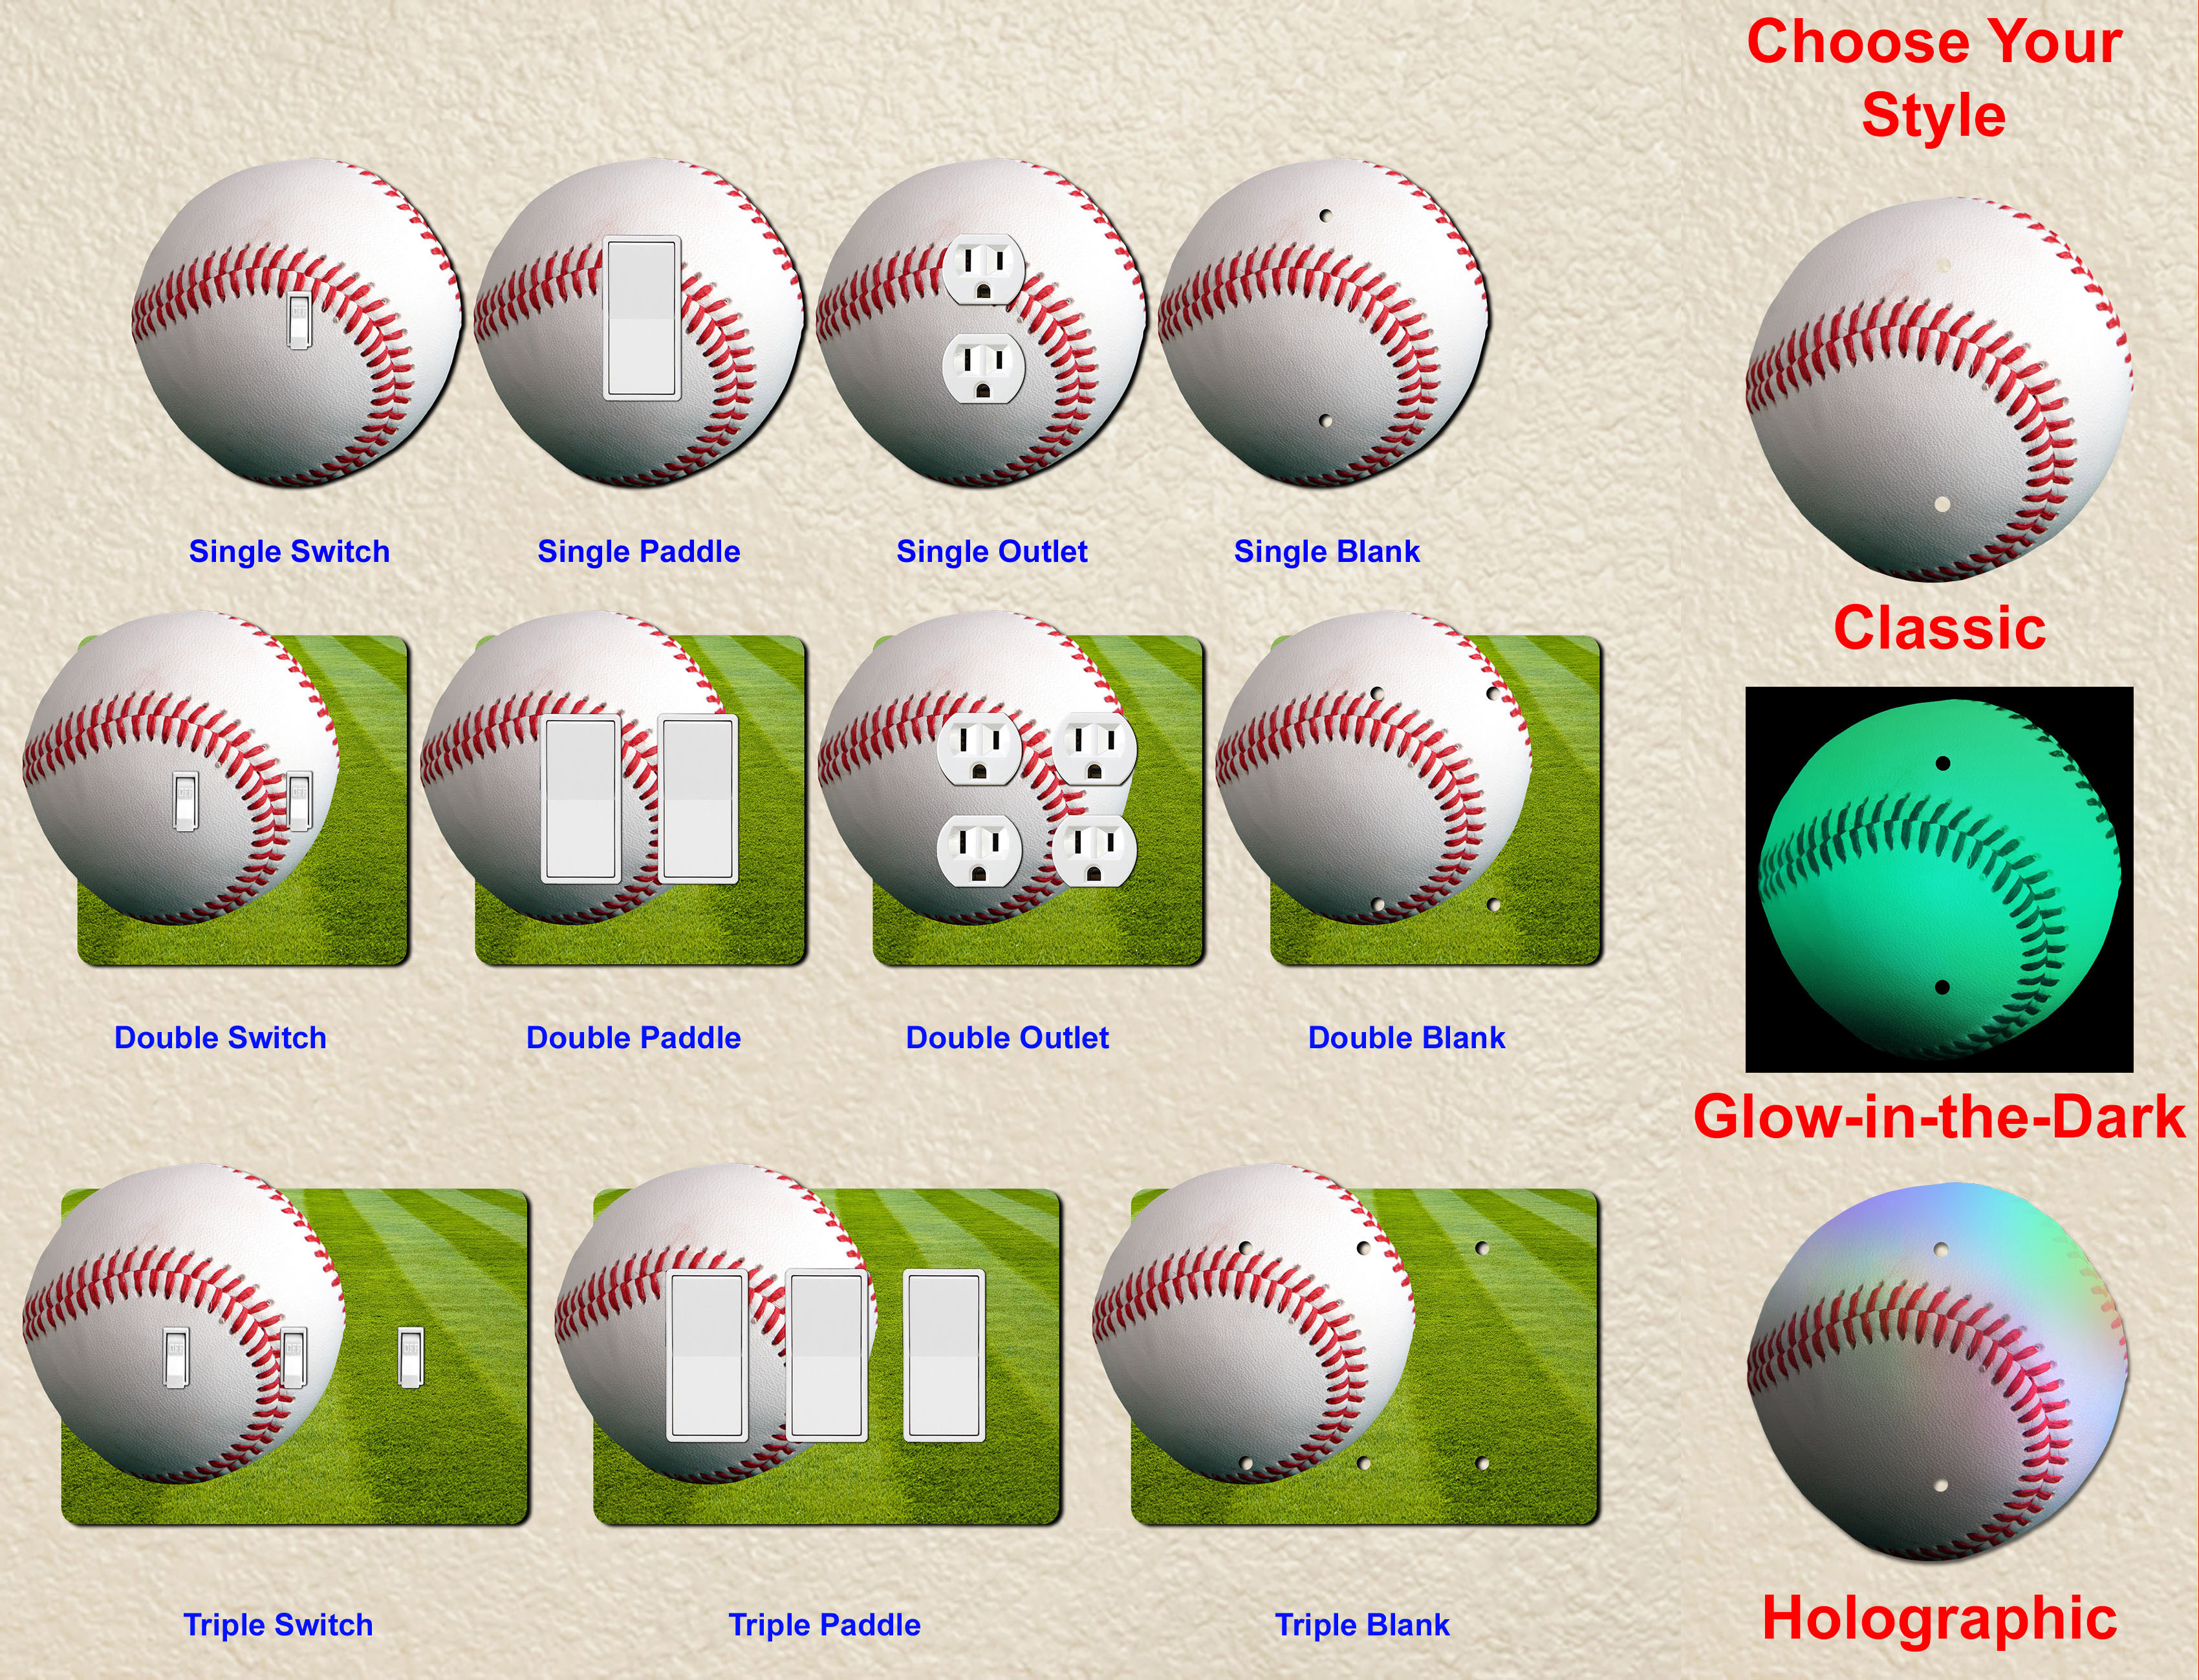 Choose Your
Style
Single Switch
Single Paddle
Single Outlet
Single Blank
Classic
Double Switch
Double Paddle
Double Outlet
Double Blank
Glow-in-the-Dark
Triple Switch
Triple Paddle
Triple Blank
Holographic